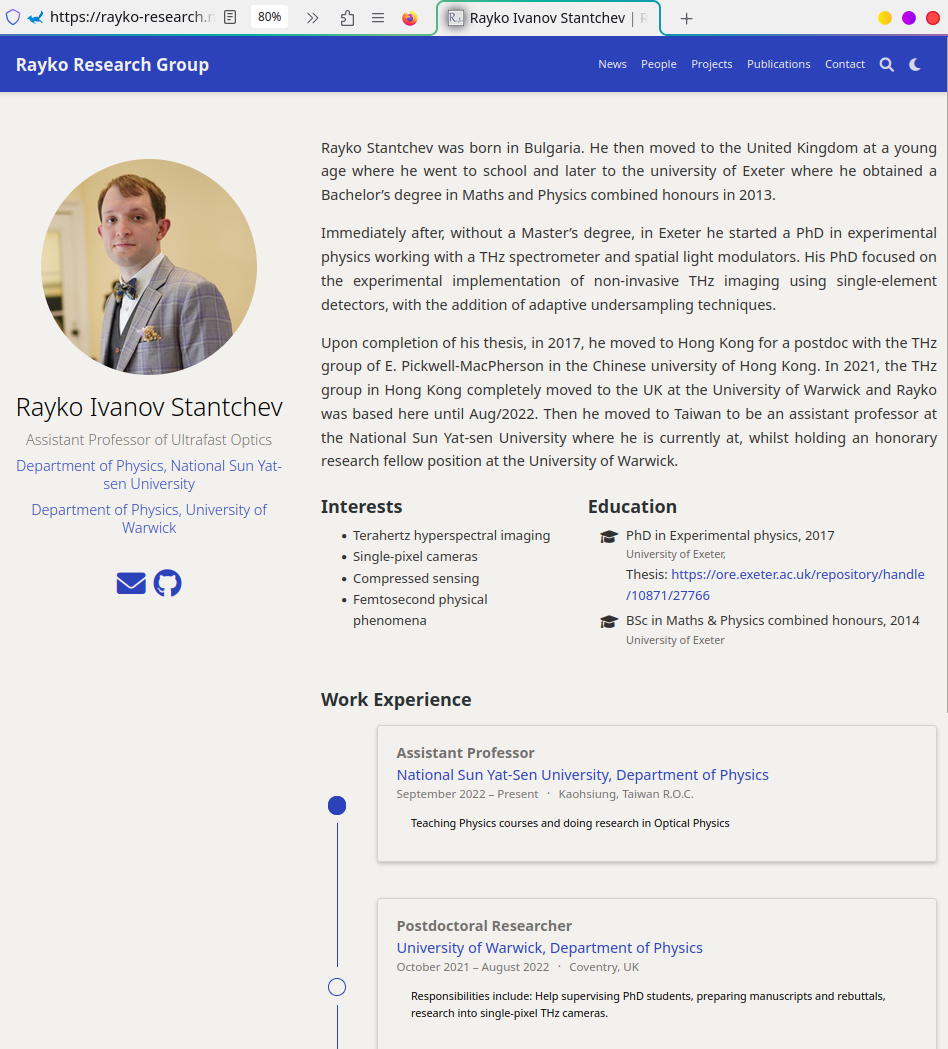 https://rayko-research.n
80%
Rayko Ivanov Stantchev |
Rayko Research Group
News People Projects Publications Contact
Rayko Stantchev was born in Bulgaria. He then moved to the United Kingdom at a young
age where he went to school and later to the university of Exeter where he obtained a
Bachelor’s degree in Maths and Physics combined honours in 2013.
Immediately after, without a Master’s degree, in Exeter he started a PhD in experimental
physics working with a THz spectrometer and spatial light modulators. His PhD focused on
the experimental implementation of non-invasive THz imaging using single-element
detectors, with the addition of adaptive undersampling techniques.
Upon completion of his thesis, in 2017, he moved to Hong Kong for a postdoc with the THz
group of E. Pickwell-MacPherson in the Chinese university of Hong Kong. In 2021, the THz
group in Hong Kong completely moved to the UK at the University of Warwick and Rayko
was based here until Aug/2022. Then he moved to Taiwan to be an assistant professor at
the National Sun Yat-sen University where he is currently at, whilst holding an honorary
research fellow position at the University of Warwick.
Rayko Ivanov Stantchev
Assistant Professor of Ultrafast Optics
Department of Physics, National Sun Yat-
sen University
Department of Physics, University of
Warwick
Interests
• Terahertz hyperspectral imaging
• Single-pixel cameras
• Compressed sensing
• Femtosecond physical
phenomena
Education
PhD in Experimental physics, 2017
University of Exeter,
Thesis: https://ore.exeter.ac.uk/repository/handle
/10871/27766
BSc in Maths & Physics combined honours, 2014
University of Exeter
Work Experience
Assistant Professor
National Sun Yat-Sen University, Department of Physics
September 2022 – Present · Kaohsiung, Taiwan R.O.C.
Teaching Physics courses and doing research in Optical Physics
Postdoctoral Researcher
University of Warwick, Department of Physics
October 2021 – August 2022 · Coventry, UK
Responsibilities include: Help supervising PhD students, preparing manuscripts and rebuttals,
research into single-pixel THz cameras.